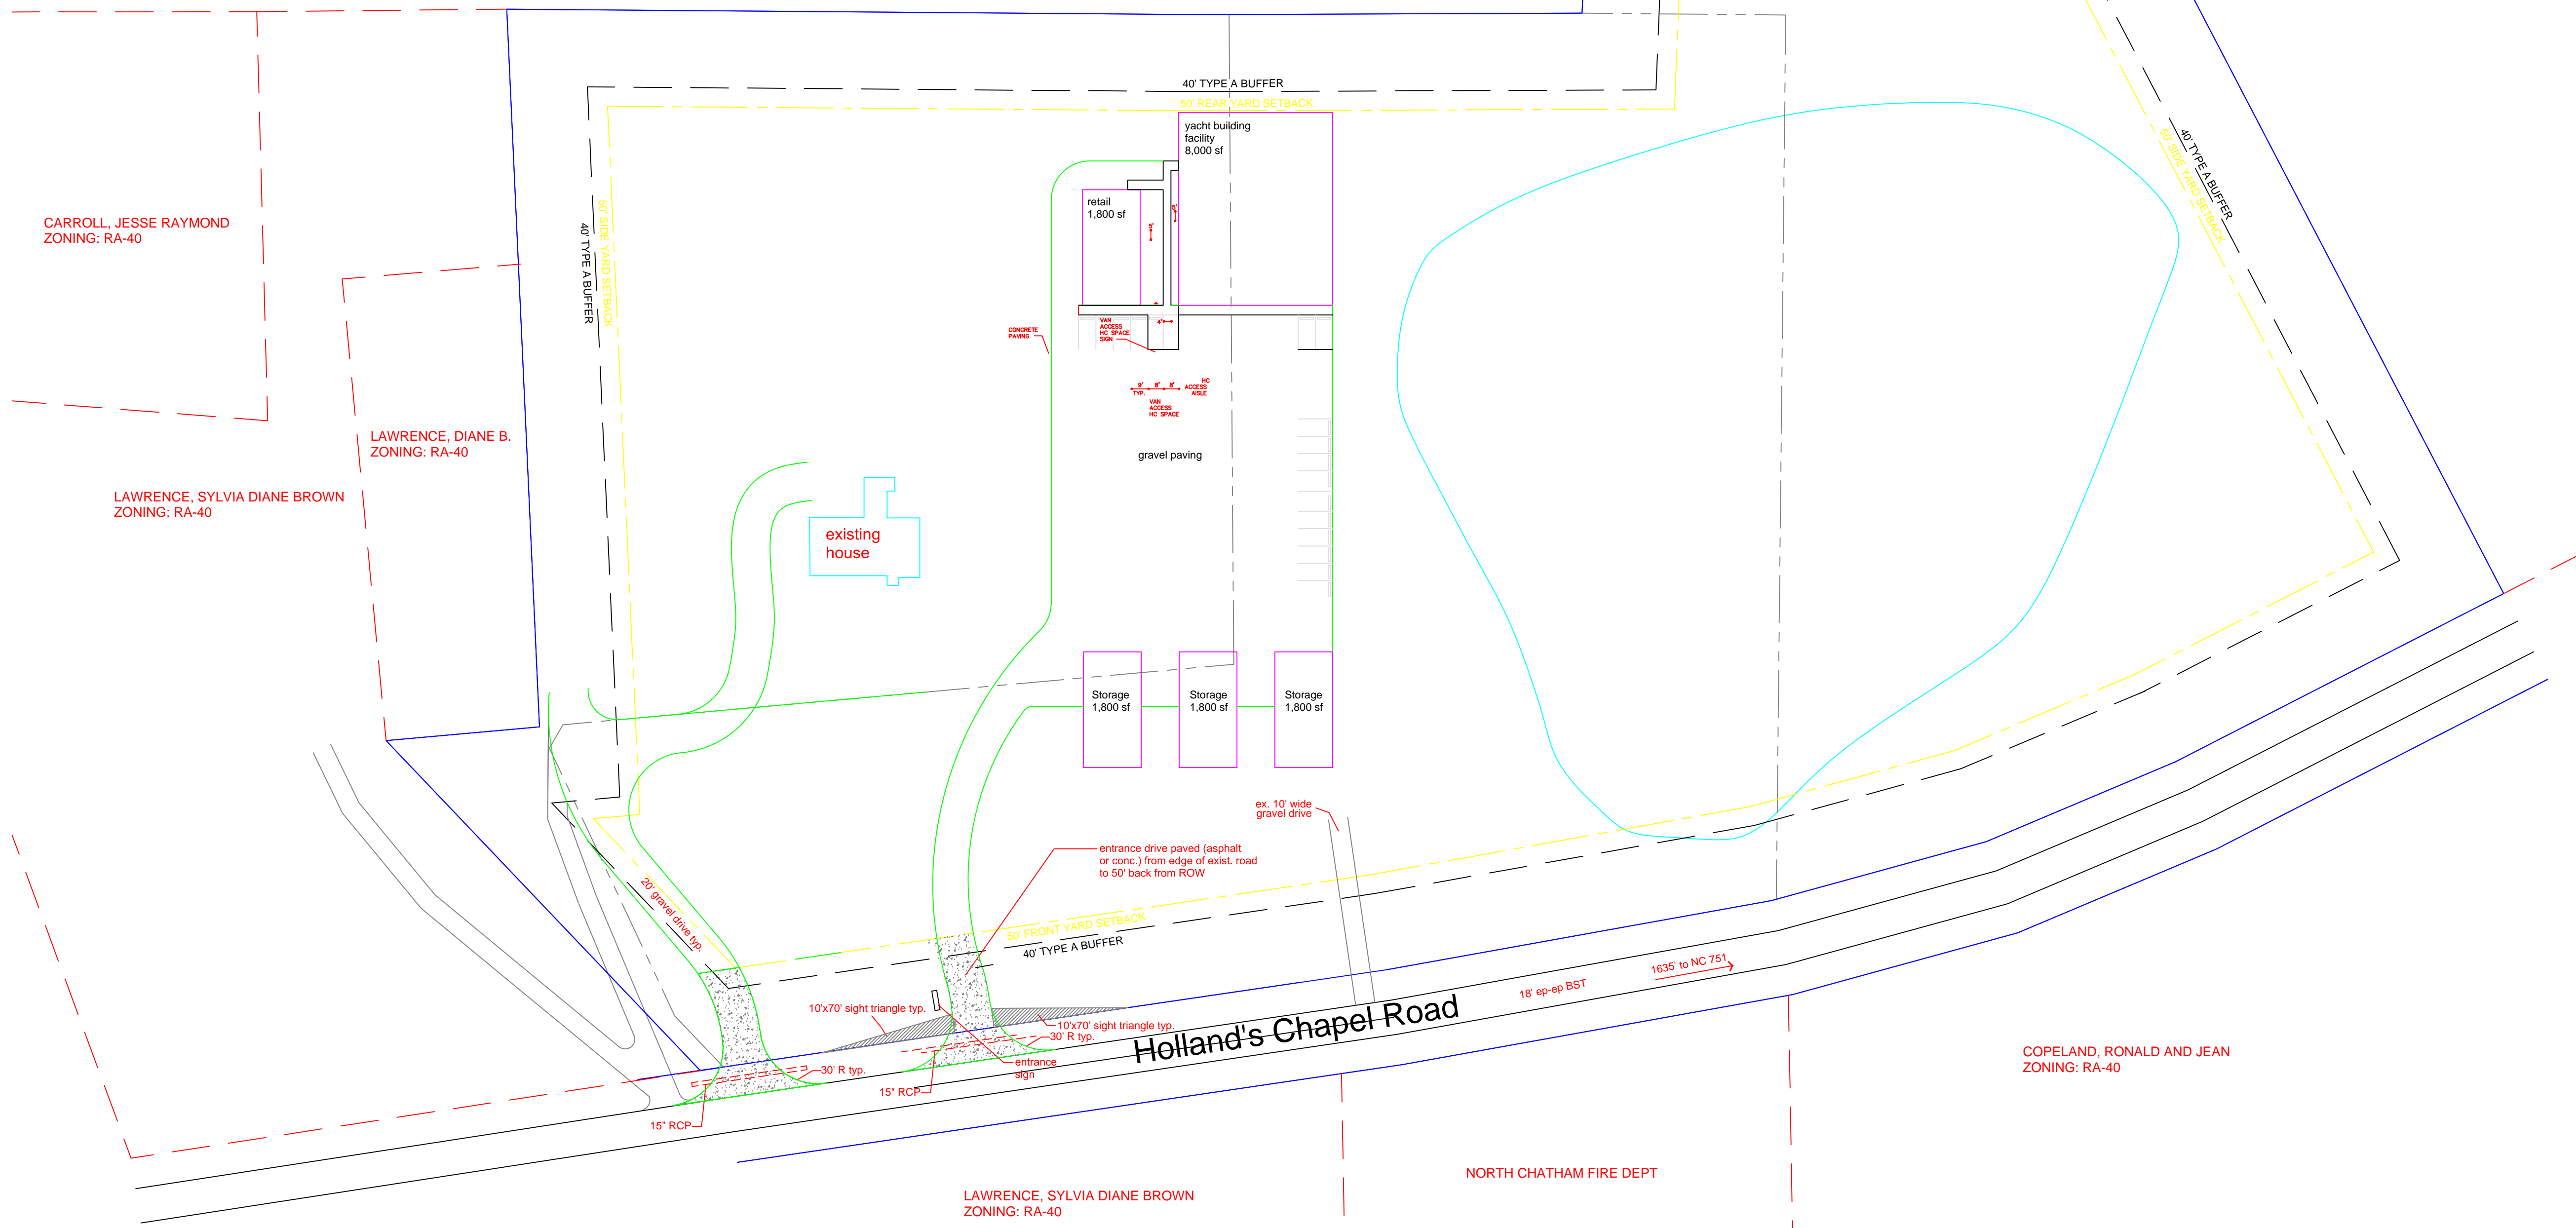 40' TYPE A BUFFER
50' REAR YARD SETBACK
yacht building
facility
8,000 sf
retail
1,800 sf
5'
5'
4'
40' TYPE A BUFFER
50' SIDE YARD SETBACK
40' TYPE A BUFFER
50' SIDE YARD SETBACK
CARROLL, JESSE RAYMOND
ZONING: RA-40
CONCRETE
PAVING
VAN
ACCESS
HC SPACE
SIGN
9'
8'
8'
TYP.
HC
ACCESS
AISLE
VAN
ACCESS
HC SPACE
gravel paving
LAWRENCE, DIANE B.
ZONING: RA-40
LAWRENCE, SYLVIA DIANE BROWN
ZONING: RA-40
existing
house
Storage
1,800 sf
Storage
1,800 sf
Storage
1,800 sf
ex. 10' wide
gravel drive
entrance drive paved (asphalt
or conc.) from edge of exist. road
to 50' back from ROW
20' gravel drive typ.
50' FRONT YARD SETBACK
40' TYPE A BUFFER
10'x70' sight triangle typ.
10'x70' sight triangle typ.
30' R typ.
entrance
sign
30' R typ.
15" RCP
15" RCP
Holland's Chapel Road
18' ep-ep BST
1635' to NC 751
COPELAND, RONALD AND JEAN
ZONING: RA-40
NORTH CHATHAM FIRE DEPT
LAWRENCE, SYLVIA DIANE BROWN
ZONING: RA-40